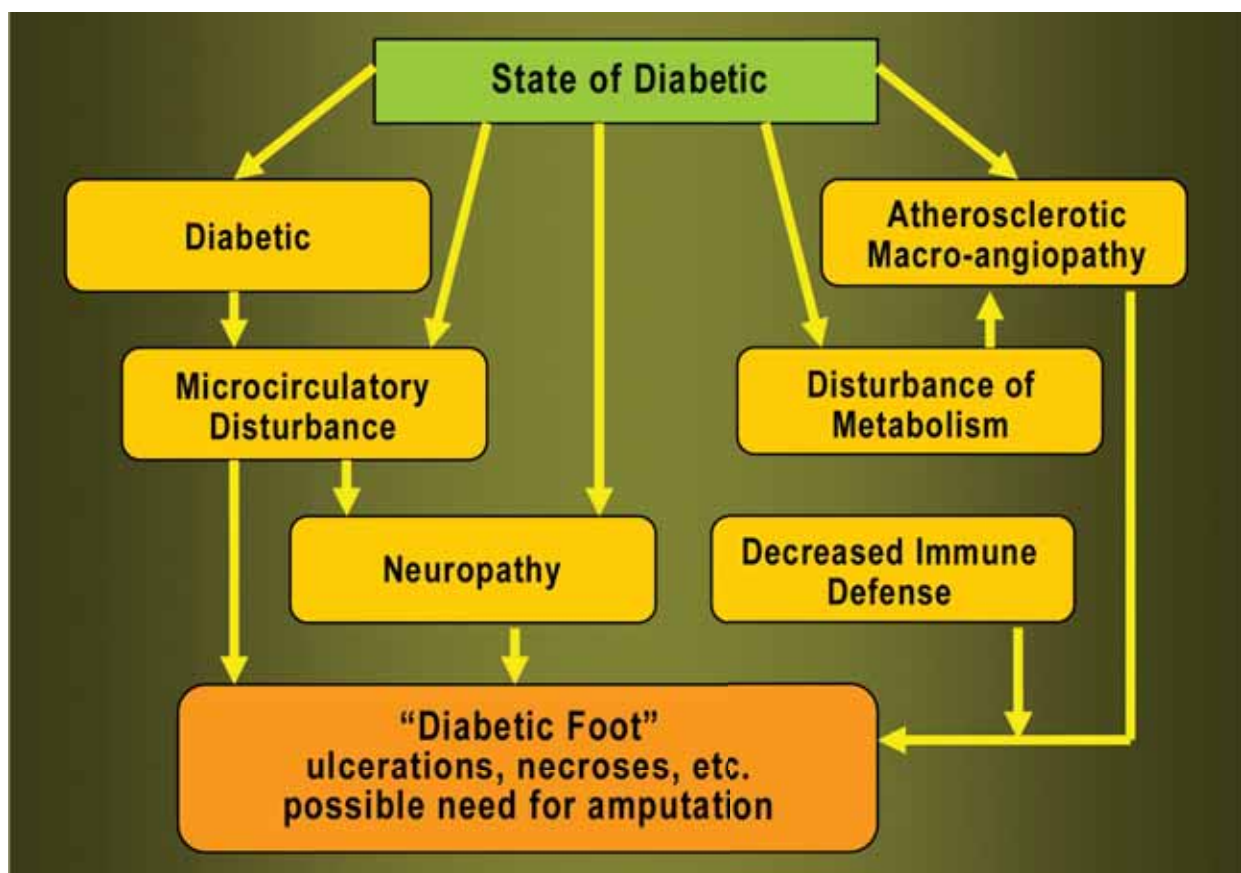 State of Diabetic
Diabetic
Atherosclerotic
Macro-angiopathy
Microcirculatory
Disturbance
Disturbance of
Metabolism
Neuropathy
Decreased Immune
Defense
“Diabetic Foot”
ulcerations, necroses, etc.
possible need for amputation